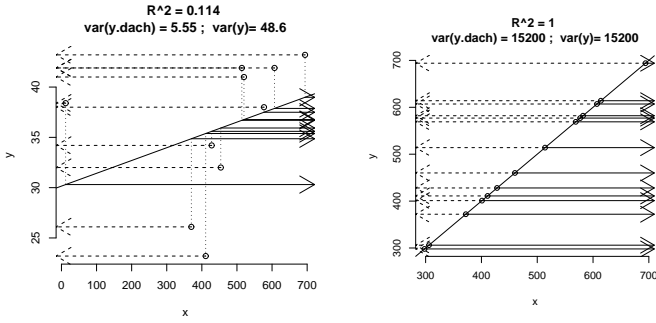 R^2 = 0.114
var(y.dach) = 5.55 ; var(y)= 48.6
y
25 30 35 40
0 100 200 300 400 500 600 700
x
R^2 = 1
var(y.dach) = 15200 ; var(y)= 15200
y
300 400 500 600 700
300 400 500 600 700
x